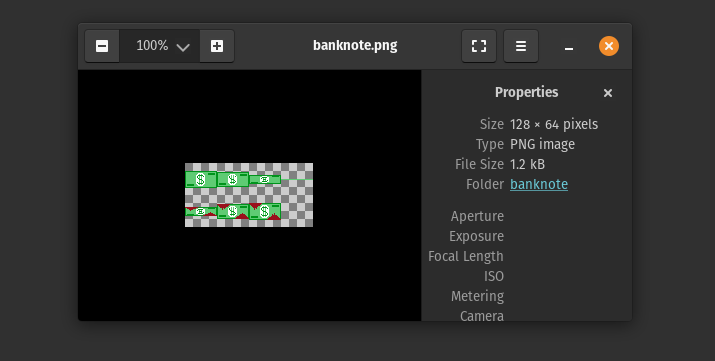 100%
banknote.png
Properties
Size 128 × 64 pixels
Type PNG image
File Size 1.2 kB
Folder banknote
Aperture
Exposure
Focal Length
ISO
Metering
Camera
$ $ $
$ $ $